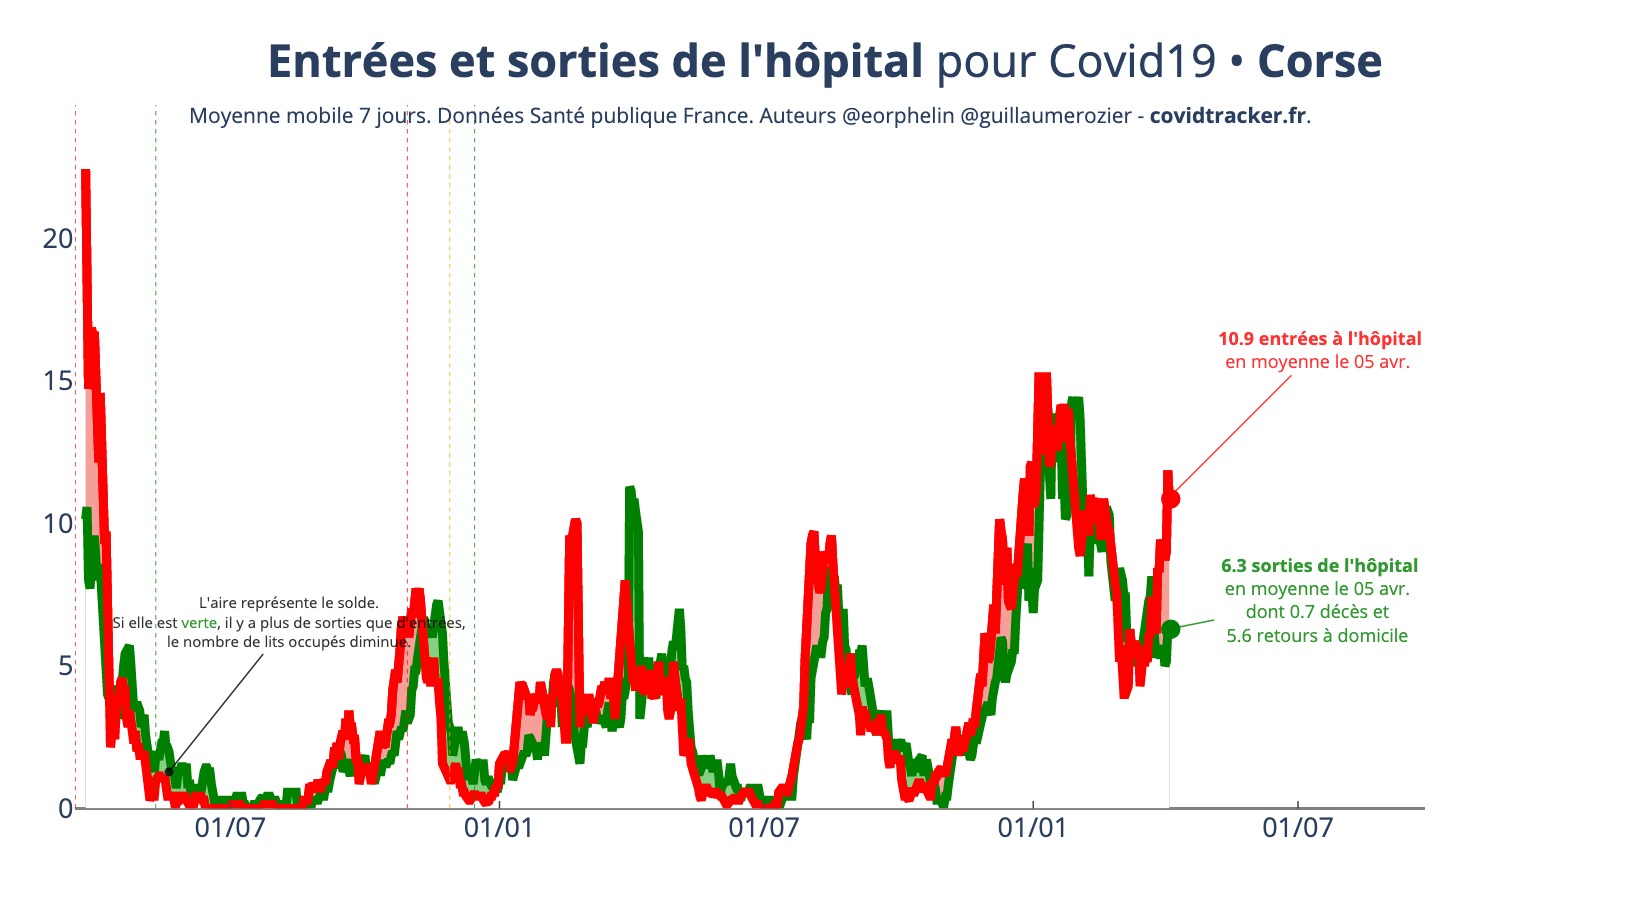 Entrées et sorties de l'hôpital pour Covid19 • Corse
Moyenne mobile 7 jours. Données Santé publique France. Auteurs @eorphelin @guillaumerozier - covidtracker.fr.
20
15
10
5
0
10.9 entrées à l'hôpital
en moyenne le 05 avr.
6.3 sorties de l'hôpital
en moyenne le 05 avr.
dont 0.7 décès et
5.6 retours à domicile
L'aire représente le solde.
Si elle est verte, il y a plus de sorties que d'entrées,
le nombre de lits occupés diminue.
01/07
01/01
01/07
01/01
01/07